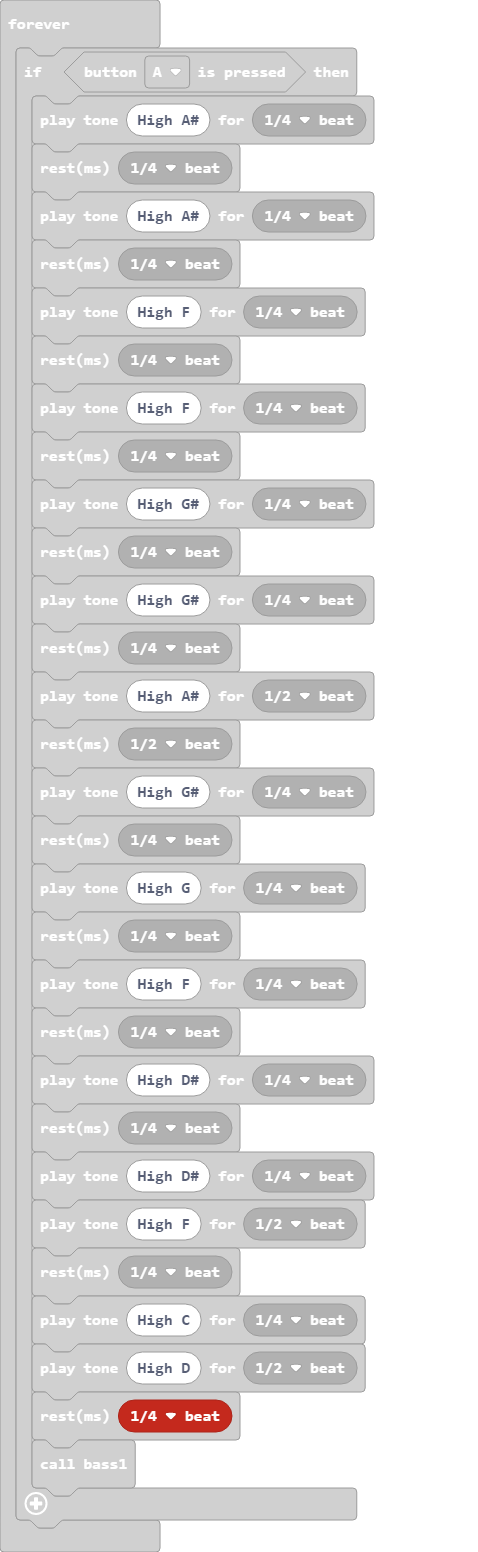 forever
if button A is pressed then
play tone High A# for 1/4 beat
rest(ms) 1/4 beat
play tone High A# for 1/4 beat
rest(ms) 1/4 beat
play tone High F for 1/4 beat
rest(ms) 1/4 beat
play tone High F for 1/4 beat
rest(ms) 1/4 beat
play tone High G# for 1/4 beat
rest(ms) 1/4 beat
play tone High G# for 1/4 beat
rest(ms) 1/4 beat
play tone High A# for 1/2 beat
rest(ms) 1/2 beat
play tone High G# for 1/4 beat
rest(ms) 1/4 beat
play tone High G for 1/4 beat
rest(ms) 1/4 beat
play tone High F for 1/4 beat
rest(ms) 1/4 beat
play tone High D# for 1/4 beat
rest(ms) 1/4 beat
play tone High D# for 1/4 beat
play tone High F for 1/2 beat
rest(ms) 1/4 beat
play tone High C for 1/4 beat
play tone High D for 1/2 beat
rest(ms) 1/4 beat
call bass1